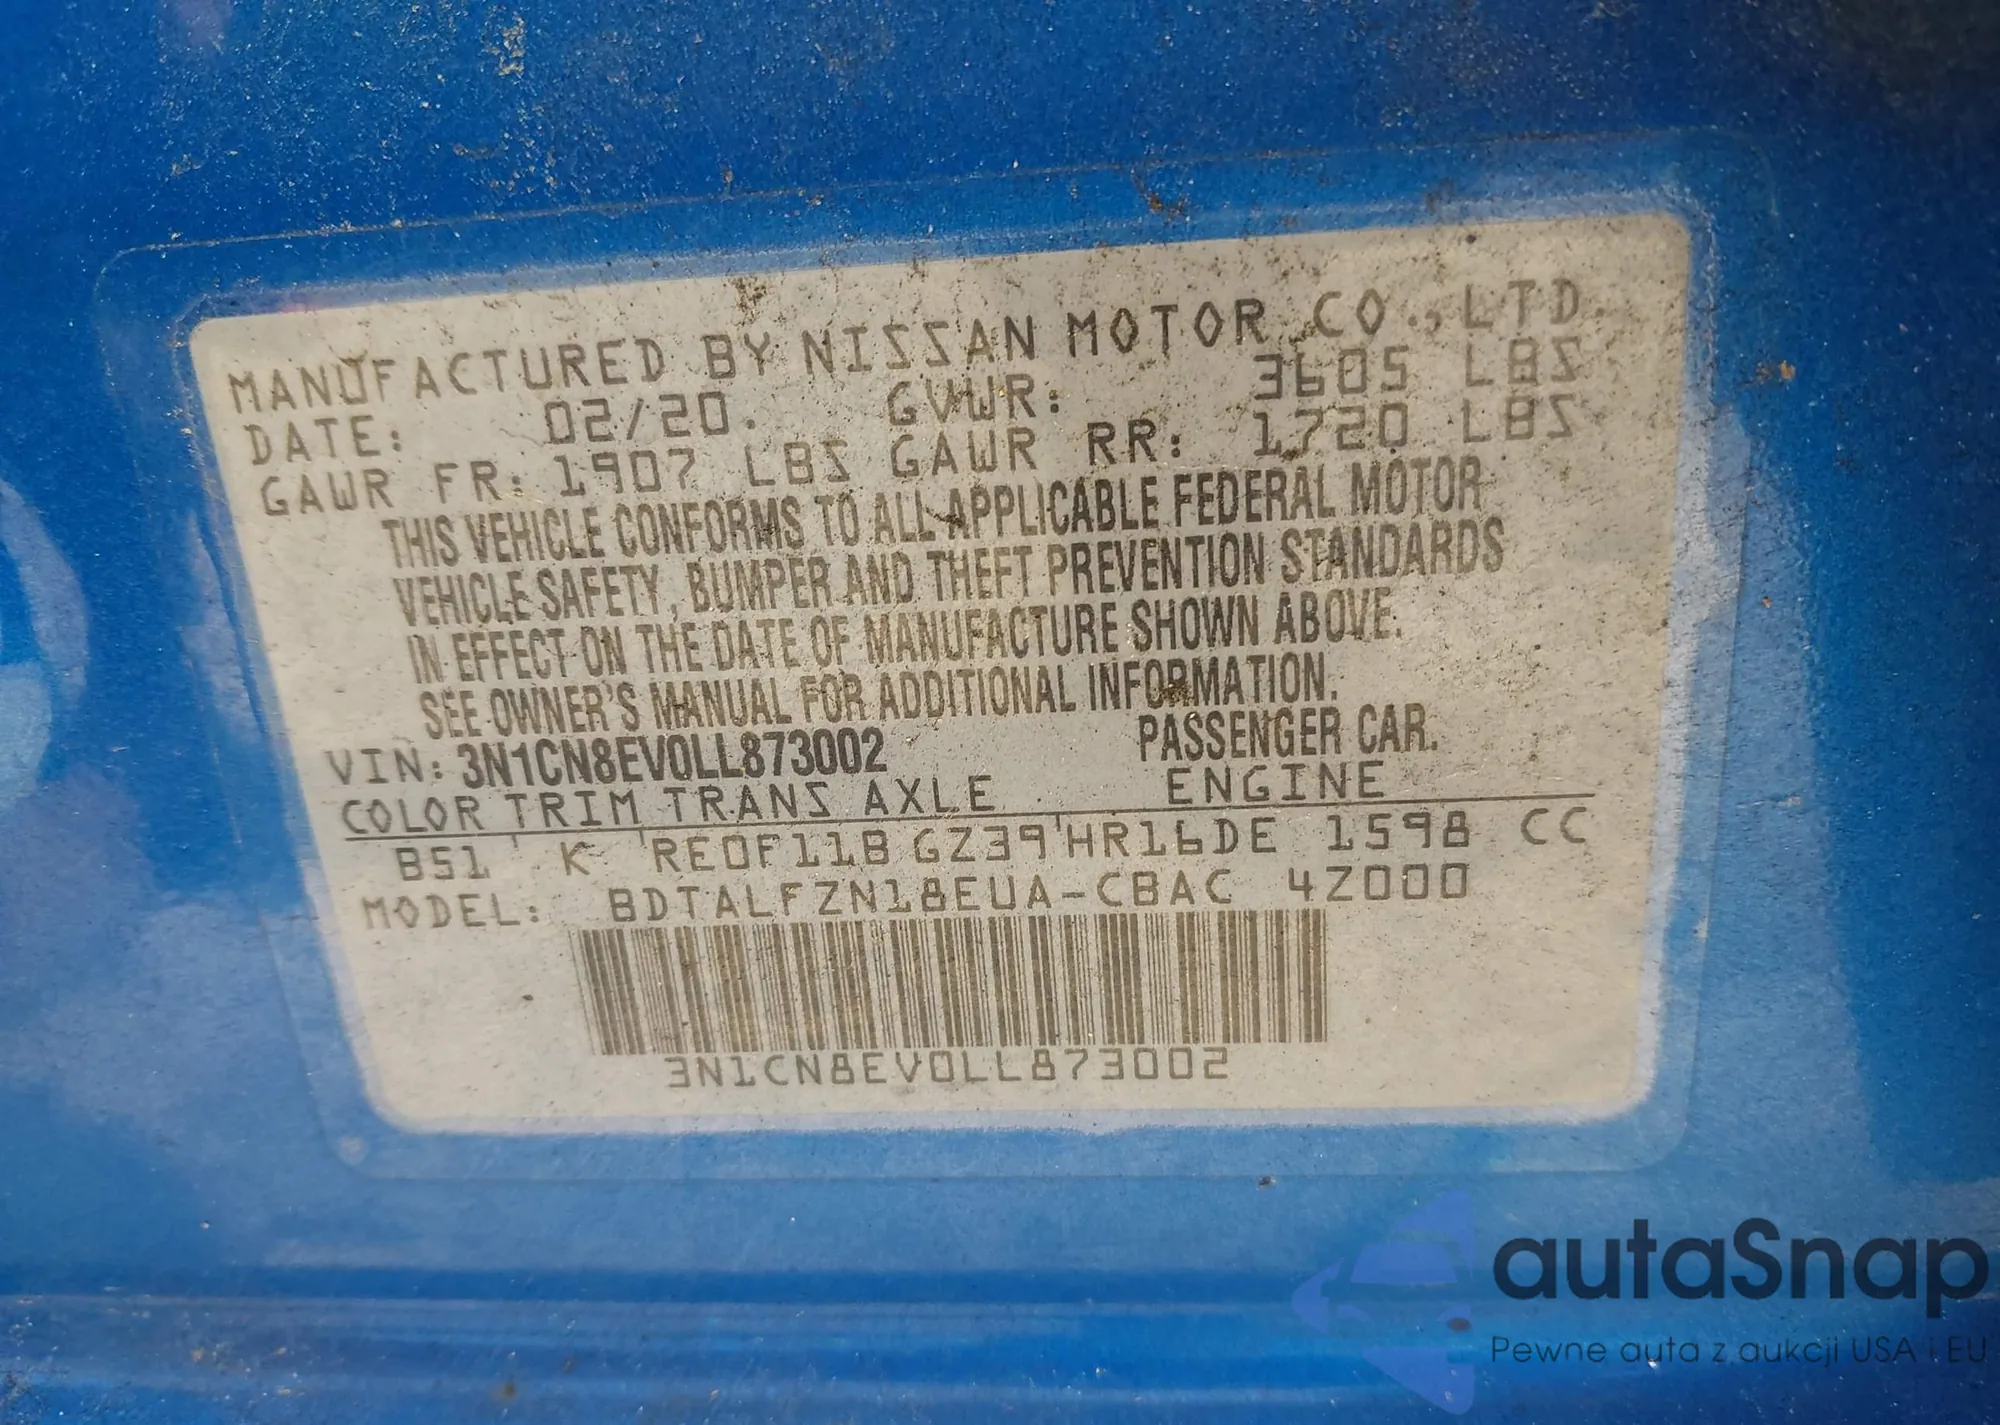 MANUFACTURED BY NISSAN MOTOR CO., LTD.
DATE: 02/20. GVWR: 3605 LBS
GAWR FR: 1907 LBS GAWR RR: 1720 LBS
THIS VEHICLE CONFORMS TO ALL APPLICABLE FEDERAL MOTOR
VEHICLE SAFETY, BUMPER AND THEFT PREVENTION STANDARDS
IN EFFECT ON THE DATE OF MANUFACTURE SHOWN ABOVE.
SEE OWNER'S MANUAL FOR ADDITIONAL INFORMATION.
VIN: 3N1CN8EV0LL873002 PASSENGER CAR.
COLOR TRIM TRANS AXLE ENGINE
B51 K RE0F11B GZ39 HR16DE 1598 CC
MODEL: BDTALFZN18EUA-CBAC 4Z000
3N1CN8EV0LL873002
autaSnap
Pewne auta z aukcji USA i EU